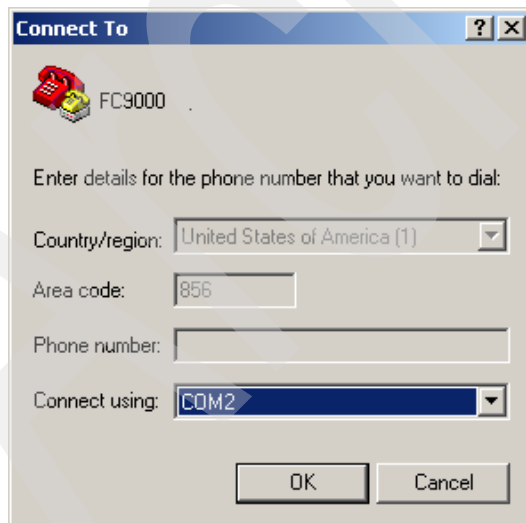 Connect To
FC9000
Enter details for the phone number that you want to dial:
Country/region: United States of America (1)
Area code: 856
Phone number:
Connect using: COM2
OK Cancel